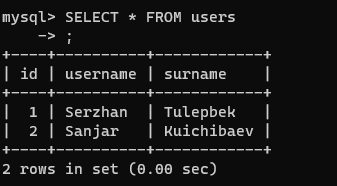 mysql> SELECT * FROM users
    -> ;
+----+----------+------------+
| id | username | surname    |
+----+----------+------------+
|  1 | Serzhan  | Tulepbek   |
|  2 | Sanjar   | Kuichibaev |
+----+----------+------------+
2 rows in set (0.00 sec)